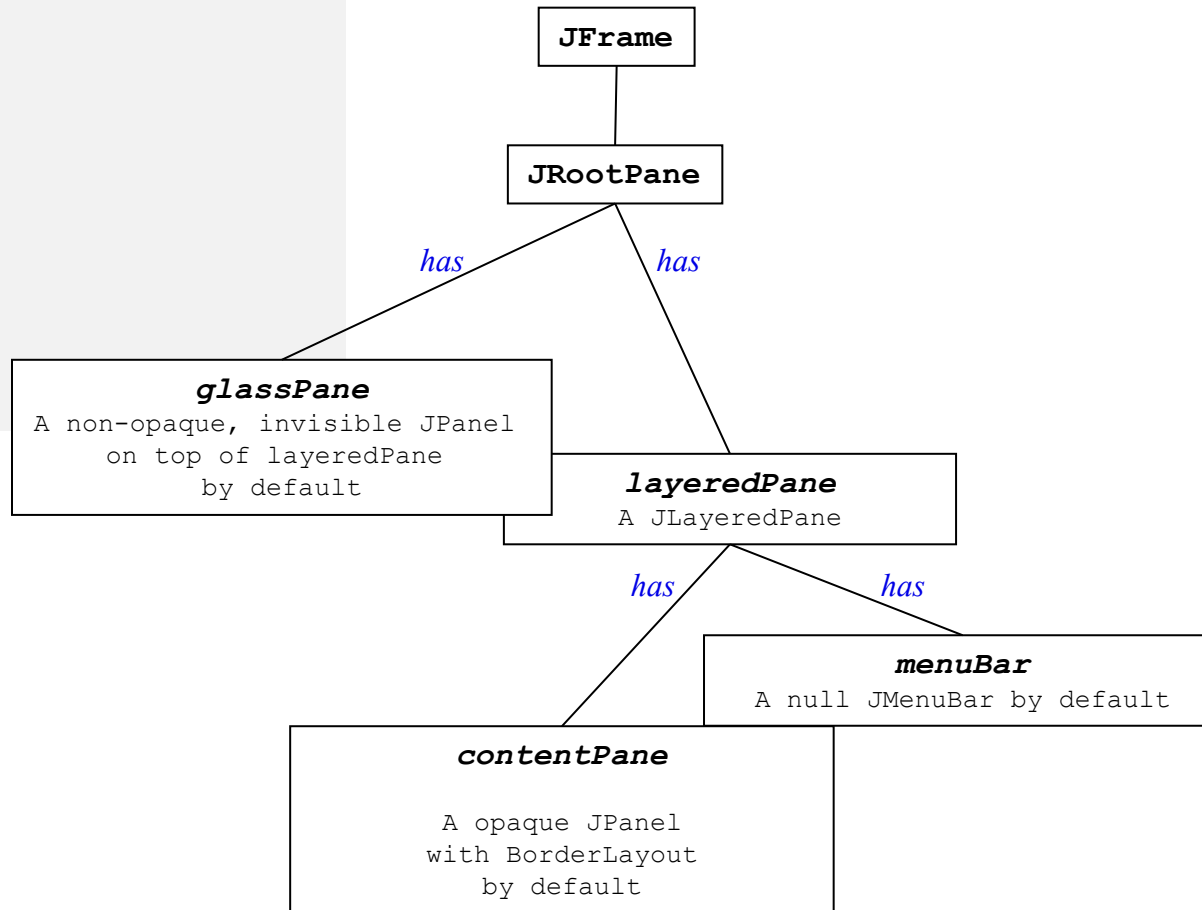 JFrame
JRootPane
has
has
glassPane
A non-opaque, invisible JPanel
on top of layeredPane
by default
layeredPane
A JLayeredPane
has
has
menuBar
A null JMenuBar by default
contentPane
A opaque JPanel
with BorderLayout
by default